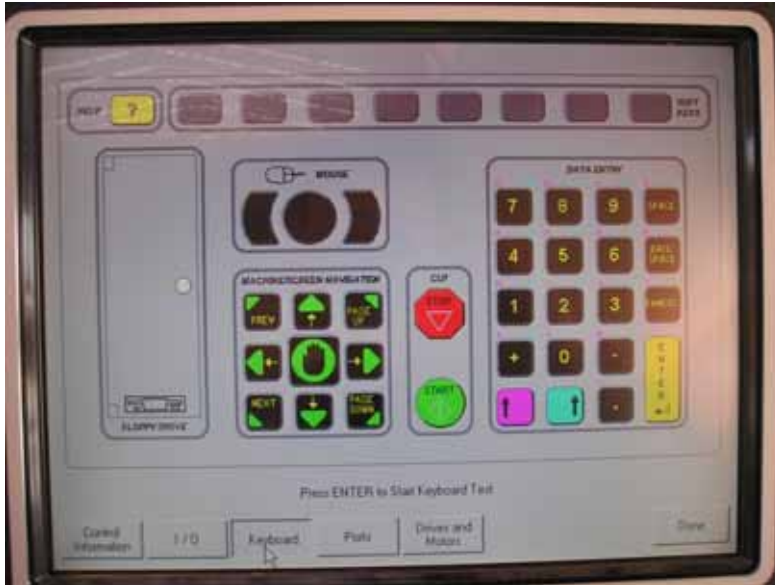 HELP
?
SOFT
KEYS
MOUSE
DATA ENTRY
7
8
9
SPACE
4
5
6
BACK
SPACE
1
2
3
CANCEL
+
0
-
ENTER
.
MACHINE/SCREEN NAVIGATION
PREV
PAGE
UP
NEXT
PAGE
DOWN
CUT
STOP
START
FLOPPY DRIVE
Press ENTER to Start Keyboard Test
Control
Information
I / O
Keyboard
Plots
Drives and
Motors
Done